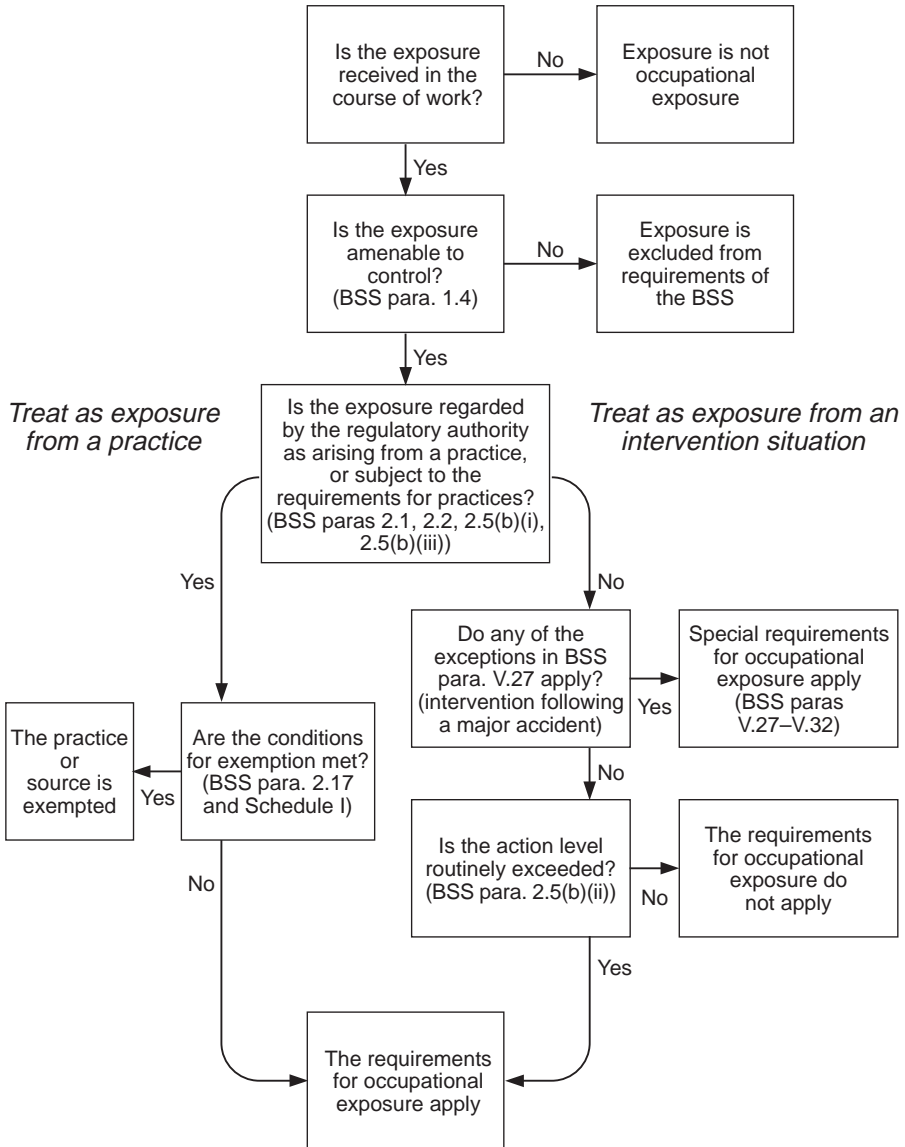 Is the exposure
received in the
course of work?
No
Exposure is not
occupational
exposure
Yes
Is the exposure
amenable to
control?
(BSS para. 1.4)
No
Exposure is
excluded from
requirements of
the BSS
Yes
Treat as exposure
from a practice
Is the exposure regarded
by the regulatory authority
as arising from a practice,
or subject to the
requirements for practices?
(BSS paras 2.1, 2.2, 2.5(b)(i),
2.5(b)(iii))
Treat as exposure from an
intervention situation
Yes
No
Do any of the
exceptions in BSS
para. V.27 apply?
(intervention following
a major accident)
Yes
Special requirements
for occupational
exposure apply
(BSS paras
V.27–V.32)
The practice
or
source is
exempted
Yes
Are the conditions
for exemption met?
(BSS para. 2.17
and Schedule I)
No
Is the action level
routinely exceeded?
(BSS para. 2.5(b)(ii))
No
The requirements
for occupational
exposure do
not apply
No
Yes
The requirements
for occupational
exposure apply